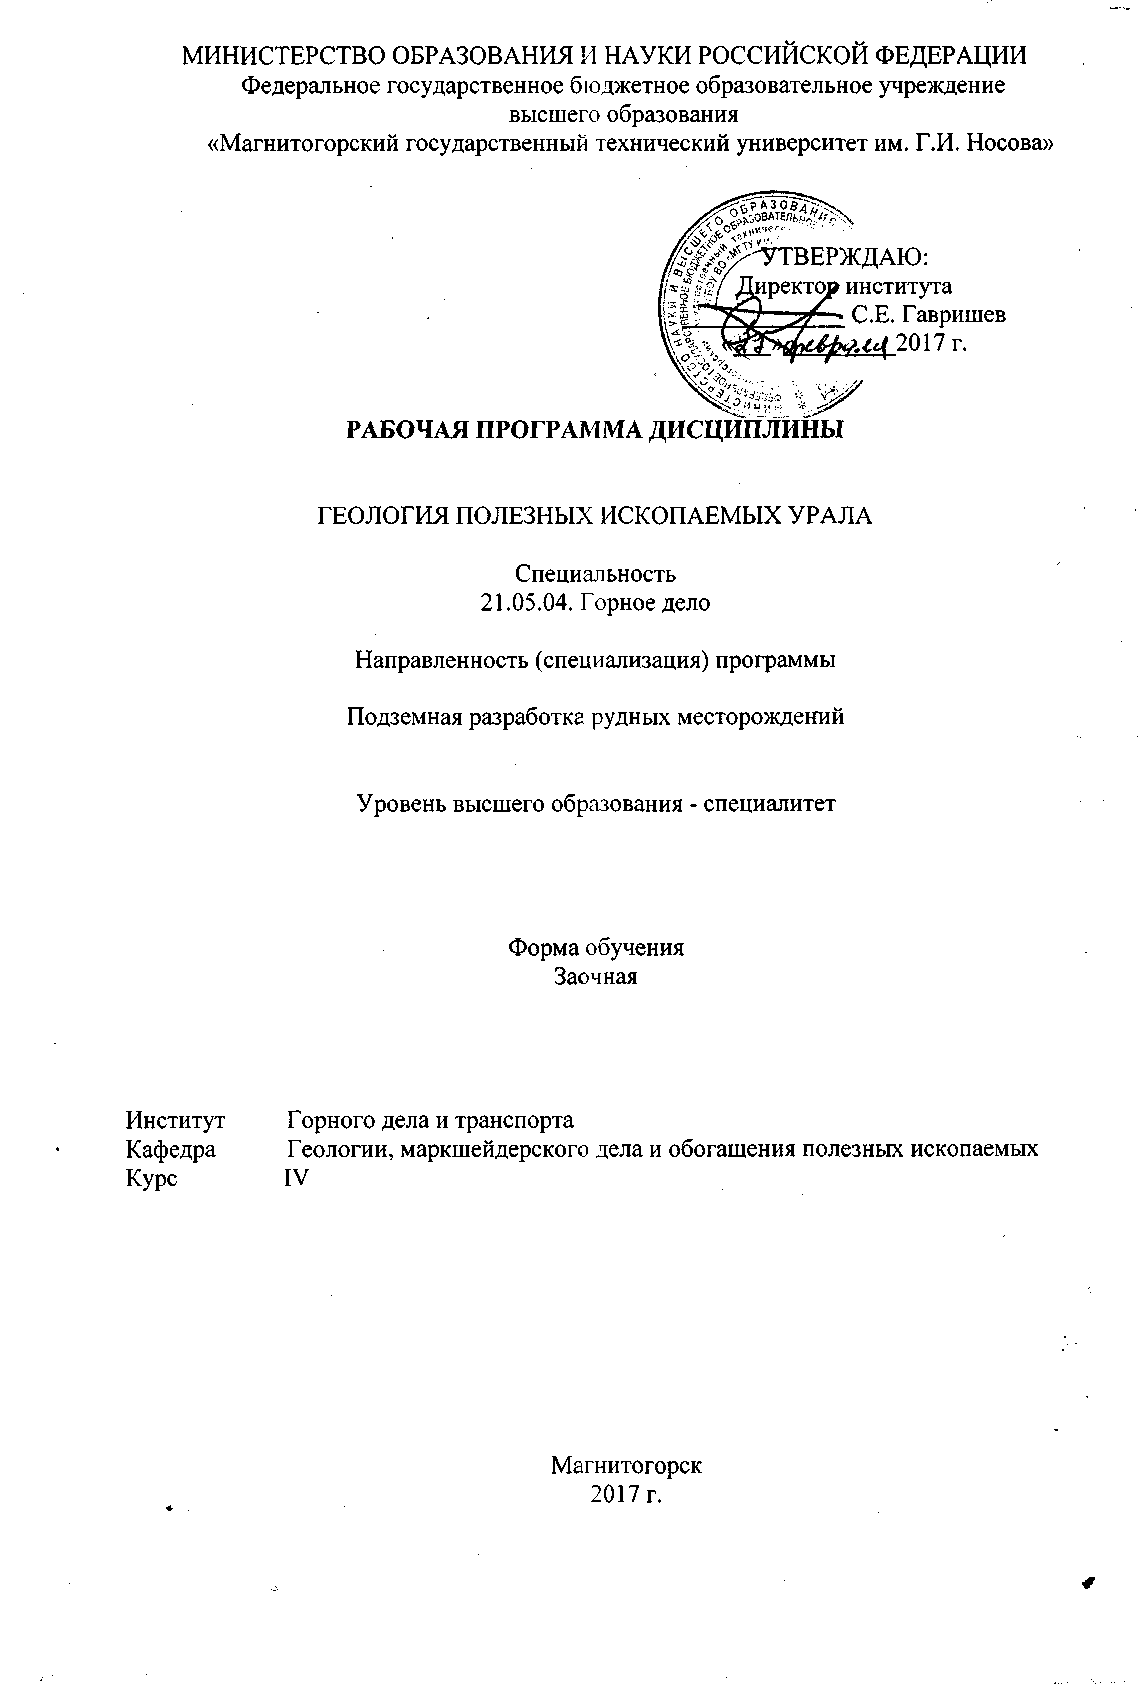 МИНИСТЕРСТВО ОБРАЗОВАНИЯ И НАУКИ РОССИЙСКОЙ ФЕДЕРАЦИИ
Федеральное государственное бюджетное образовательное учреждение
высшего образования
«Магнитогорский государственный технический университет им. Г.И. Носова»
УТВЕРЖДАЮ:
Директор института
С.Е. Гавришев
февраля 2017 г.
РАБОЧАЯ ПРОГРАММА ДИСЦИПЛИНЫ
ГЕОЛОГИЯ ПОЛЕЗНЫХ ИСКОПАЕМЫХ УРАЛА
Специальность
21.05.04. Горное дело
Направленность (специализация) программы
Подземная разработка рудных месторождений
Уровень высшего образования - специалитет
Форма обучения
Заочная
Институт Горного дела и транспорта
Кафедра Геологии, маркшейдерского дела и обогащения полезных ископаемых
Курс IV
Магнитогорск
2017 г.